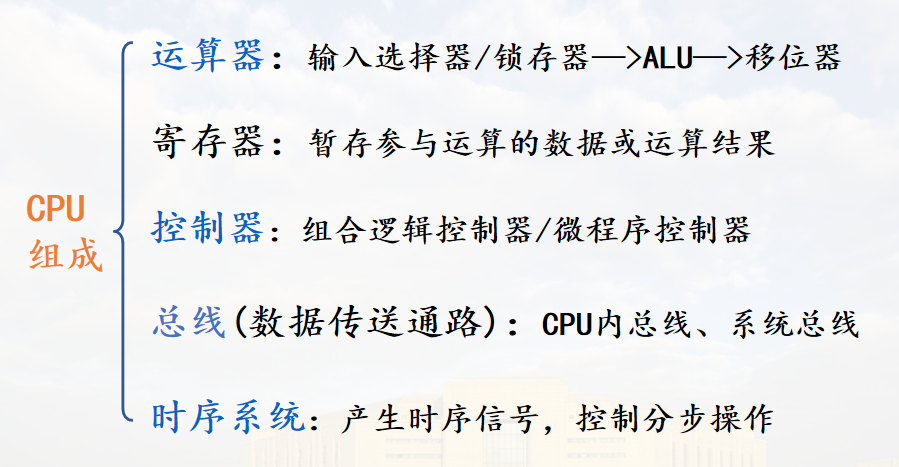 运算器：输入选择器/锁存器—>ALU—>移位器
寄存器：暂存参与运算的数据或运算结果
CPU
组成
控制器：组合逻辑控制器/微程序控制器
总线(数据传送通路)：CPU内总线、系统总线
时序系统：产生时序信号，控制分步操作